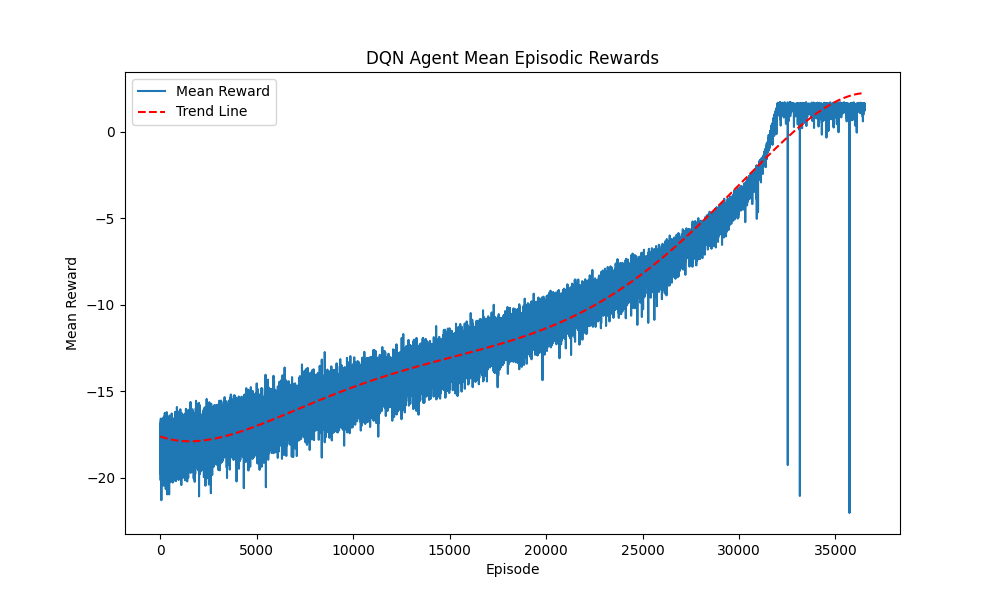 DQN Agent Mean Episodic Rewards
Mean Reward
Trend Line
0
−5
−10
−15
−20
Mean Reward
0
5000
10000
15000
20000
25000
30000
35000
Episode